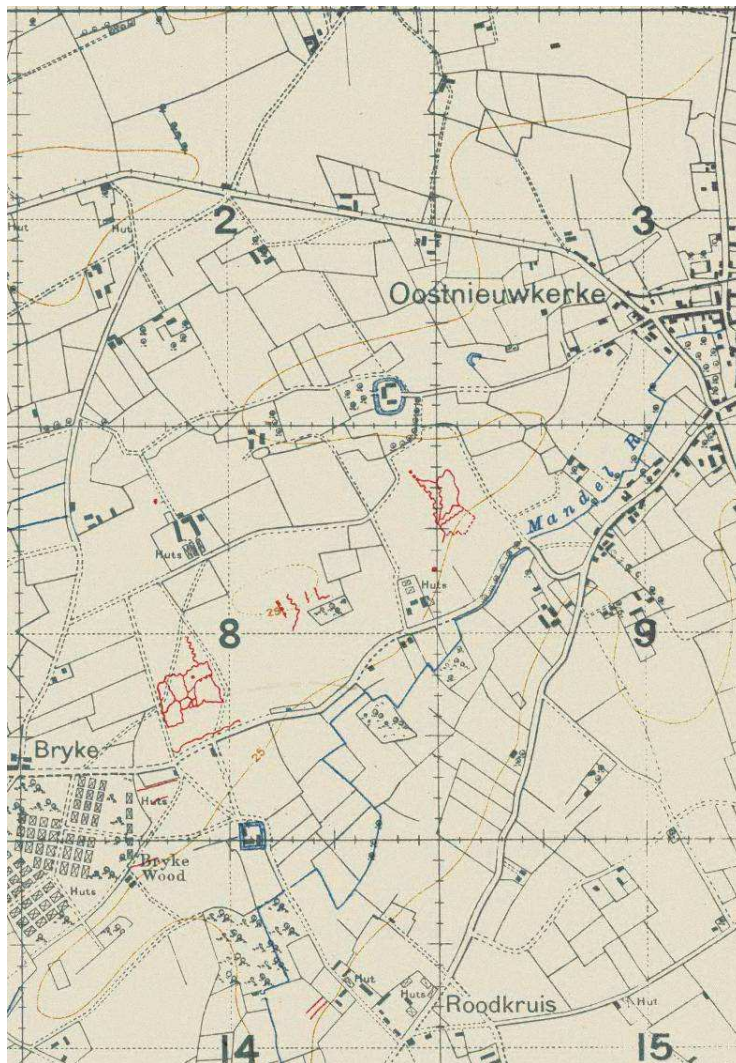 2
3
Hut
Hut
Oostnieuwkerke
Mandel R.
Huts
Huts
25
8
9
Bryke
25
Huts
Bryke
Wood
Huts
Hut
Huts
Roodkruis
Hut
14
15